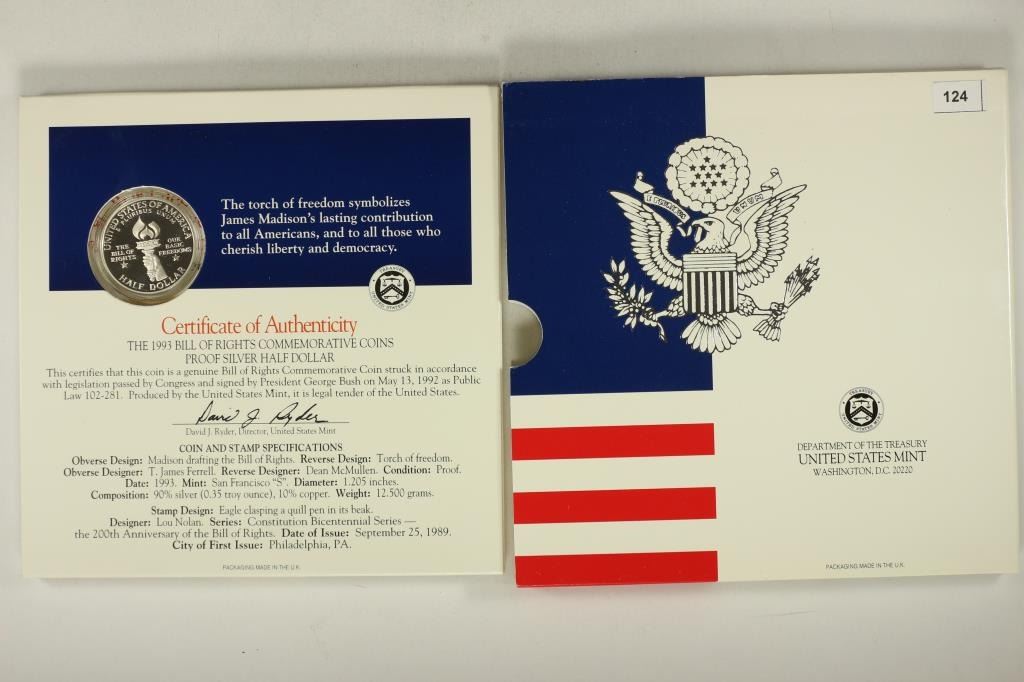 UNITED STATES OF AMERICA
PLURIBUS UNUM
THE
BILL OF
RIGHTS
OUR
BASIC
FREEDOMS
HALF DOLLAR
The torch of freedom symbolizes
James Madison's lasting contribution
to all Americans, and to all those who
cherish liberty and democracy.
Certificate of Authenticity
THE 1993 BILL OF RIGHTS COMMEMORATIVE COINS
PROOF SILVER HALF DOLLAR
This certifies that this coin is a genuine Bill of Rights Commemorative Coin struck in accordance
with legislation passed by Congress and signed by President George Bush on May 13, 1992 as Public
Law 102-281. Produced by the United States Mint, it is legal tender of the United States.
David J. Ryder
David J. Ryder, Director, United States Mint
COIN AND STAMP SPECIFICATIONS
Obverse Design: Madison drafting the Bill of Rights. Reverse Design: Torch of freedom.
Obverse Designer: T. James Ferrell. Reverse Designer: Dean McMullen. Condition: Proof.
Date: 1993. Mint: San Francisco "S". Diameter: 1.205 inches.
Composition: 90% silver (0.35 troy ounce), 10% copper. Weight: 12.500 grams.
Stamp Design: Eagle clasping a quill pen in its beak.
Designer: Lou Nolan. Series: Constitution Bicentennial Series —
the 200th Anniversary of the Bill of Rights. Date of Issue: September 25, 1989.
City of First Issue: Philadelphia, PA.
PACKAGING MADE IN THE U.K.
124
TREASURY
UNITED STATES MINT
DEPARTMENT OF THE TREASURY
UNITED STATES MINT
WASHINGTON, D.C. 20220
PACKAGING MADE IN THE U.K.